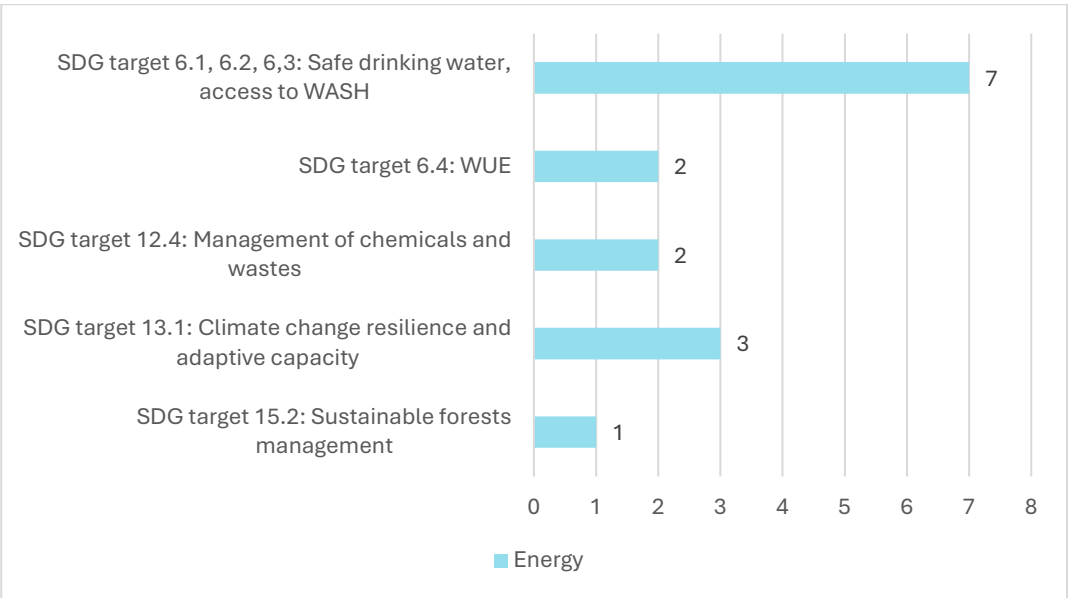 SDG target 6.1, 6.2, 6,3: Safe drinking water,
access to WASH
7
SDG target 6.4: WUE
2
SDG target 12.4: Management of chemicals and
wastes
2
SDG target 13.1: Climate change resilience and
adaptive capacity
3
SDG target 15.2: Sustainable forests
management
1
0 1 2 3 4 5 6 7 8
Energy